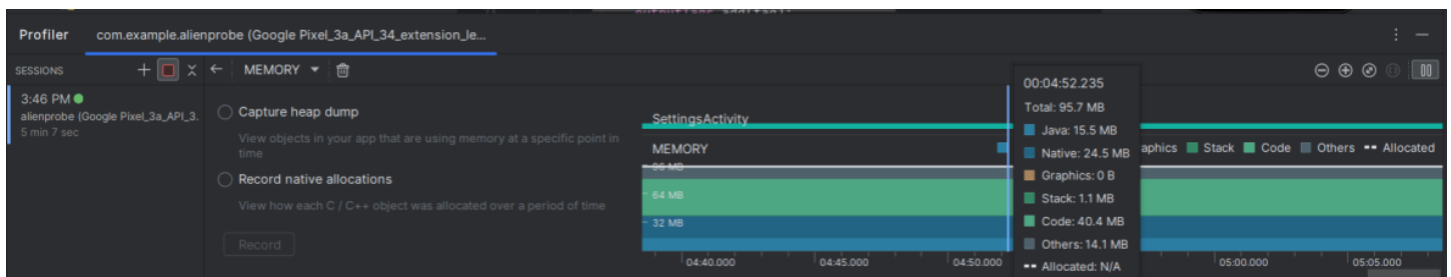 Profiler com.example.alienprobe (Google Pixel_3a_API_34_extension_le...
SESSIONS
MEMORY
3:46 PM
alienprobe (Google Pixel_3a_API_3.
5 min 7 sec
Capture heap dump
View objects in your app that are using memory at a specific point in
time
Record native allocations
View how each C / C++ object was allocated over a period of time
Record
SettingsActivity
MEMORY
aphics Stack Code Others Allocated
96 MB
64 MB
32 MB
00:04:52.235
Total: 95.7 MB
Java: 15.5 MB
Native: 24.5 MB
Graphics: 0 B
Stack: 1.1 MB
Code: 40.4 MB
Others: 14.1 MB
Allocated: N/A
04:40.000 04:45.000 04:50.000 05:00.000 05:05.000